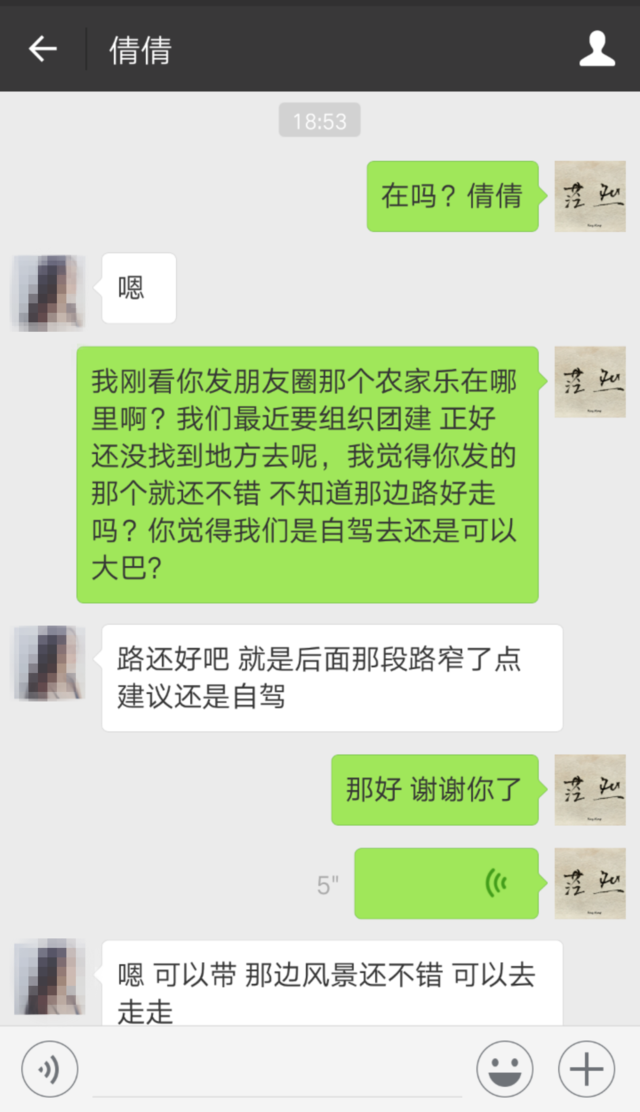 倩倩
18:53
在吗？倩倩
嗯
我刚看你发朋友圈那个农家乐在哪
里啊？我们最近要组织团建 正好
还没找到地方去呢，我觉得你发的
那个就还不错 不知道那边路好走
吗？你觉得我们是自驾去还是可以
大巴?
路还好吧 就是后面那段路窄了点
建议还是自驾
那好 谢谢你了
5"
嗯 可以带 那边风景还不错 可以去
走走